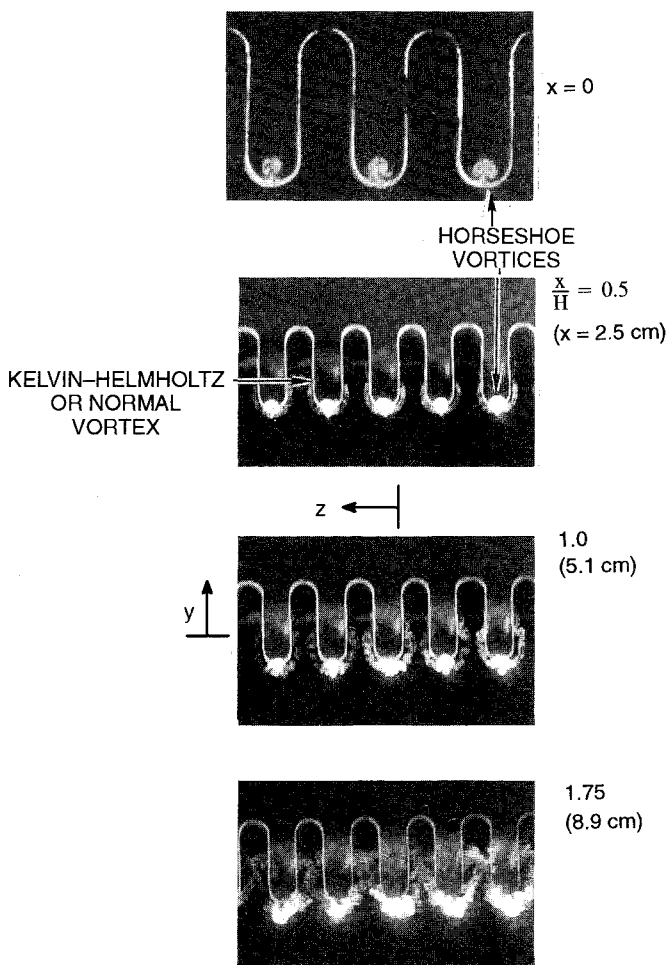 x = 0
HORSESHOE
VORTICES
x/H = 0.5
(x = 2.5 cm)
KELVIN–HELMHOLTZ
OR NORMAL
VORTEX
z
1.0
(5.1 cm)
y
1.75
(8.9 cm)